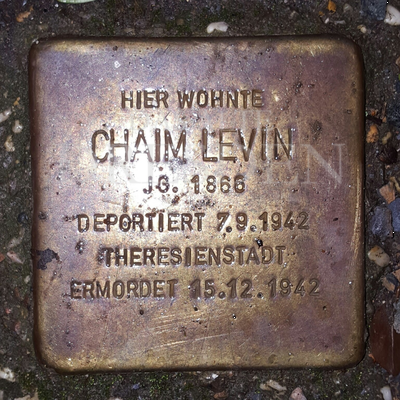 HIER WOHNTE
CHAIM LEVIN
JG. 1866
DEPORTIERT 7.9.1942
THERESIENSTADT
ERMORDET 15.12.1942